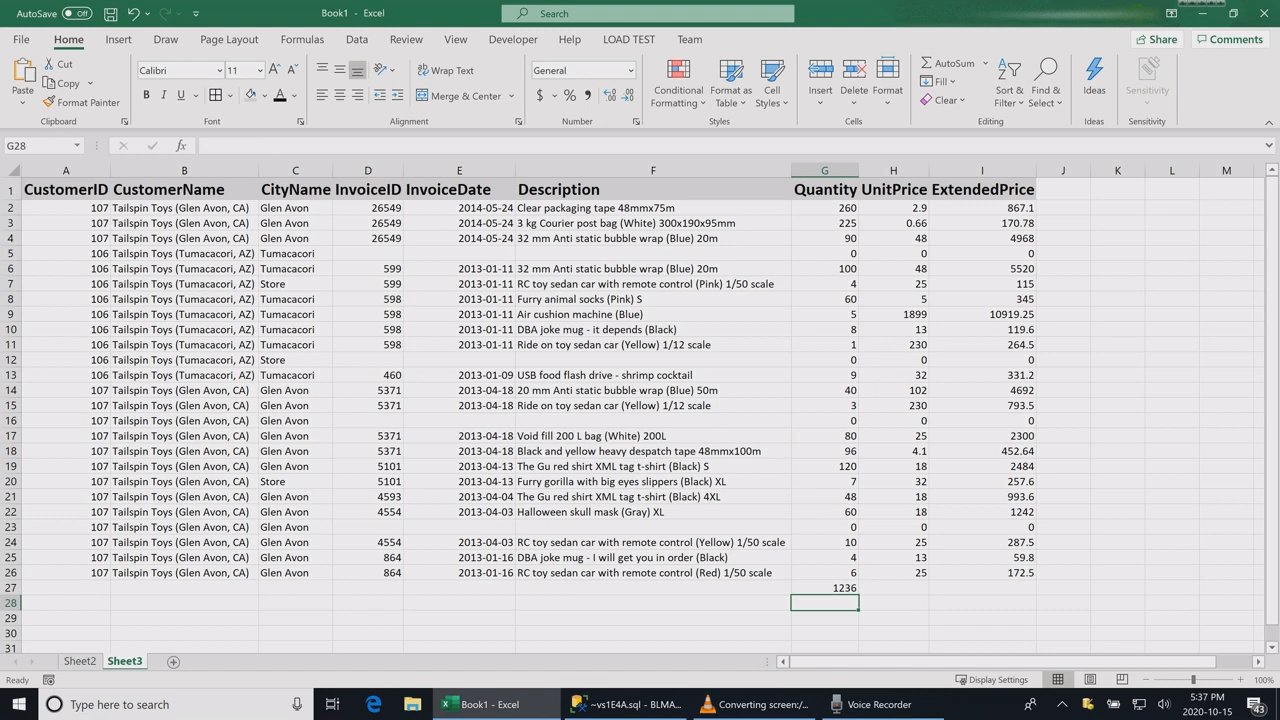 AutoSave Off Book1 - Excel Search
File Home Insert Draw Page Layout Formulas Data Review View Developer Help LOAD TEST Team Share Comments
Paste Cut Copy Format Painter Clipboard
Calibri 11 B I U A Font
Wrap Text Merge & Center Alignment
General $ % Number
Conditional Formatting Format as Table Cell Styles Styles
Insert Delete Format Cells
AutoSum Fill Clear Sort & Filter Find & Select Editing
Ideas Ideas Sensitivity Sensitivity
G28 fx
A B C D E F G H I J K L M
1 CustomerID CustomerName CityName InvoiceID InvoiceDate Description Quantity UnitPrice ExtendedPrice
2 107 Tailspin Toys (Glen Avon, CA) Glen Avon 26549 2014-05-24 Clear packaging tape 48mmx75m 260 2.9 867.1
3 107 Tailspin Toys (Glen Avon, CA) Glen Avon 26549 2014-05-24 3 kg Courier post bag (White) 300x190x95mm 225 0.66 170.78
4 107 Tailspin Toys (Glen Avon, CA) Glen Avon 26549 2014-05-24 32 mm Anti static bubble wrap (Blue) 20m 90 48 4968
5 106 Tailspin Toys (Tumacacori, AZ) Tumacacori 0 0 0
6 106 Tailspin Toys (Tumacacori, AZ) Tumacacori 599 2013-01-11 32 mm Anti static bubble wrap (Blue) 20m 100 48 5520
7 106 Tailspin Toys (Tumacacori, AZ) Store 599 2013-01-11 RC toy sedan car with remote control (Pink) 1/50 scale 4 25 115
8 106 Tailspin Toys (Tumacacori, AZ) Tumacacori 598 2013-01-11 Furry animal socks (Pink) S 60 5 345
9 106 Tailspin Toys (Tumacacori, AZ) Tumacacori 598 2013-01-11 Air cushion machine (Blue) 5 1899 10919.25
10 106 Tailspin Toys (Tumacacori, AZ) Tumacacori 598 2013-01-11 DBA joke mug - it depends (Black) 8 13 119.6
11 106 Tailspin Toys (Tumacacori, AZ) Tumacacori 598 2013-01-11 Ride on toy sedan car (Yellow) 1/12 scale 1 230 264.5
12 106 Tailspin Toys (Tumacacori, AZ) Store 0 0 0
13 106 Tailspin Toys (Tumacacori, AZ) Tumacacori 460 2013-01-09 USB food flash drive - shrimp cocktail 9 32 331.2
14 107 Tailspin Toys (Glen Avon, CA) Glen Avon 5371 2013-04-18 20 mm Anti static bubble wrap (Blue) 50m 40 102 4692
15 107 Tailspin Toys (Glen Avon, CA) Glen Avon 5371 2013-04-18 Ride on toy sedan car (Yellow) 1/12 scale 3 230 793.5
16 107 Tailspin Toys (Glen Avon, CA) Glen Avon 0 0 0
17 107 Tailspin Toys (Glen Avon, CA) Glen Avon 5371 2013-04-18 Void fill 200 L bag (White) 200L 80 25 2300
18 107 Tailspin Toys (Glen Avon, CA) Glen Avon 5371 2013-04-18 Black and yellow heavy despatch tape 48mmx100m 96 4.1 452.64
19 107 Tailspin Toys (Glen Avon, CA) Glen Avon 5101 2013-04-13 The Gu red shirt XML tag t-shirt (Black) S 120 18 2484
20 107 Tailspin Toys (Glen Avon, CA) Store 5101 2013-04-13 Furry gorilla with big eyes slippers (Black) XL 7 32 257.6
21 107 Tailspin Toys (Glen Avon, CA) Glen Avon 4593 2013-04-04 The Gu red shirt XML tag t-shirt (Black) 4XL 48 18 993.6
22 107 Tailspin Toys (Glen Avon, CA) Glen Avon 4554 2013-04-03 Halloween skull mask (Gray) XL 60 18 1242
23 107 Tailspin Toys (Glen Avon, CA) Glen Avon 0 0 0
24 107 Tailspin Toys (Glen Avon, CA) Glen Avon 4554 2013-04-03 RC toy sedan car with remote control (Yellow) 1/50 scale 10 25 287.5
25 107 Tailspin Toys (Glen Avon, CA) Glen Avon 864 2013-01-16 DBA joke mug - I will get you in order (Black) 4 13 59.8
26 107 Tailspin Toys (Glen Avon, CA) Glen Avon 864 2013-01-16 RC toy sedan car with remote control (Red) 1/50 scale 6 25 172.5
27 1236
28
29
30
31
Sheet2 Sheet3
Ready Display Settings 100%
Type here to search Book1 - Excel ~vs1E4A.sql - BLMA... Converting screen:/... Voice Recorder 5:37 PM 43
2020-10-15